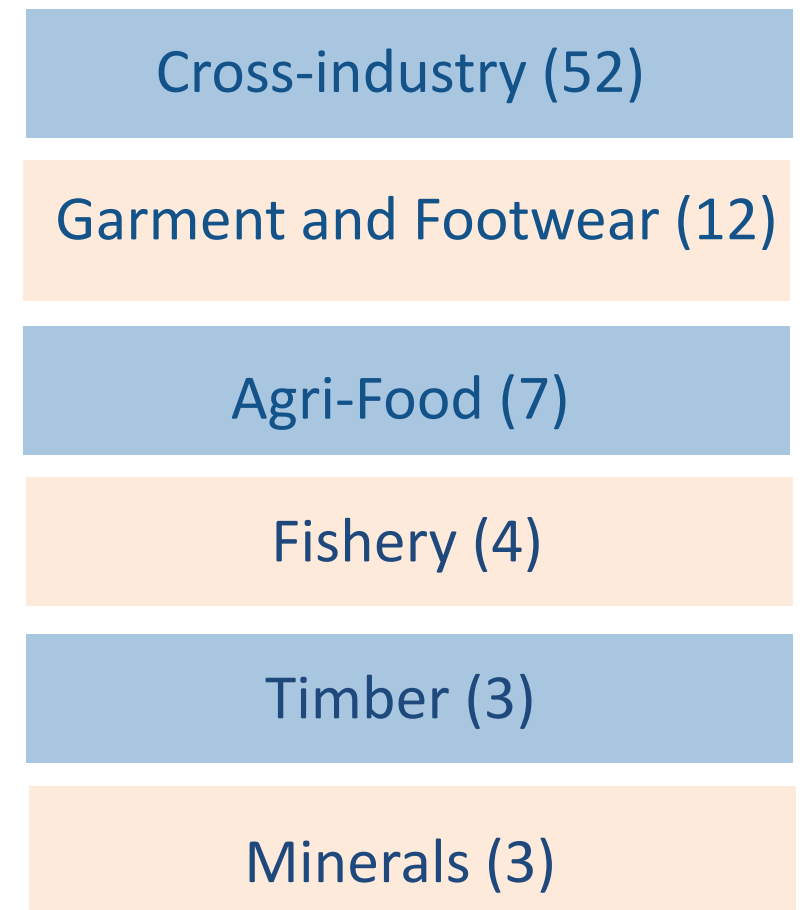 Cross-industry (52)
Garment and Footwear (12)
Agri-Food (7)
Fishery (4)
Timber (3)
Minerals (3)